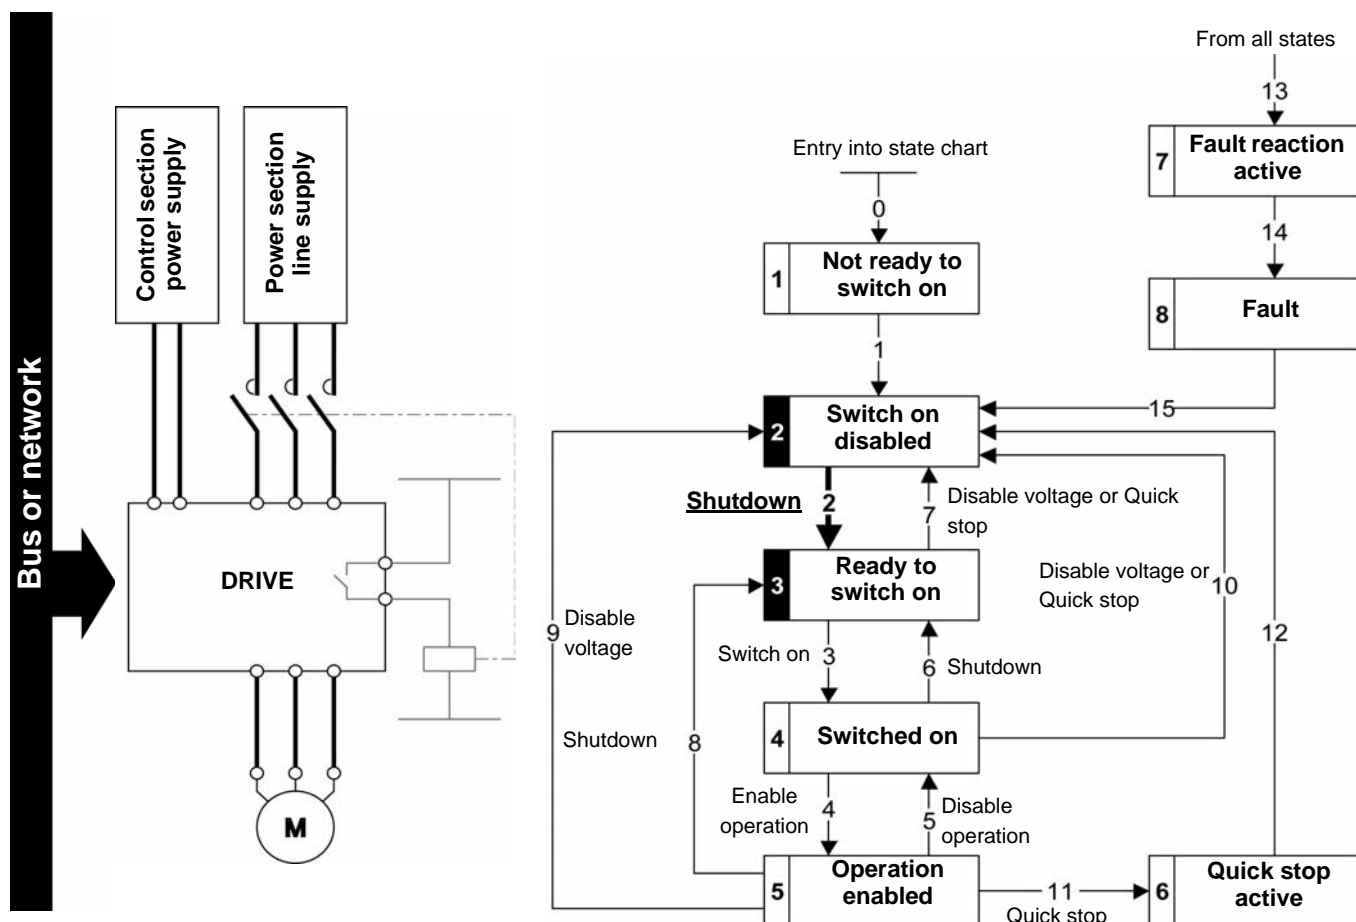 Bus or network
Control section
power supply
Power section
line supply
DRIVE
M
From all states
13
7
Fault reaction
active
14
8
Fault
15
Entry into state chart
0
1
Not ready to
switch on
1
2
Switch on
disabled
Shutdown
2
7
Disable voltage or Quick
stop
3
Ready to
switch on
Disable voltage or
Quick stop
10
12
9
Disable
voltage
Switch on
3
6
Shutdown
Shutdown
8
4
Switched on
Enable
operation
4
5
Disable
operation
5
Operation
enabled
11
Quick stop
6
Quick stop
active